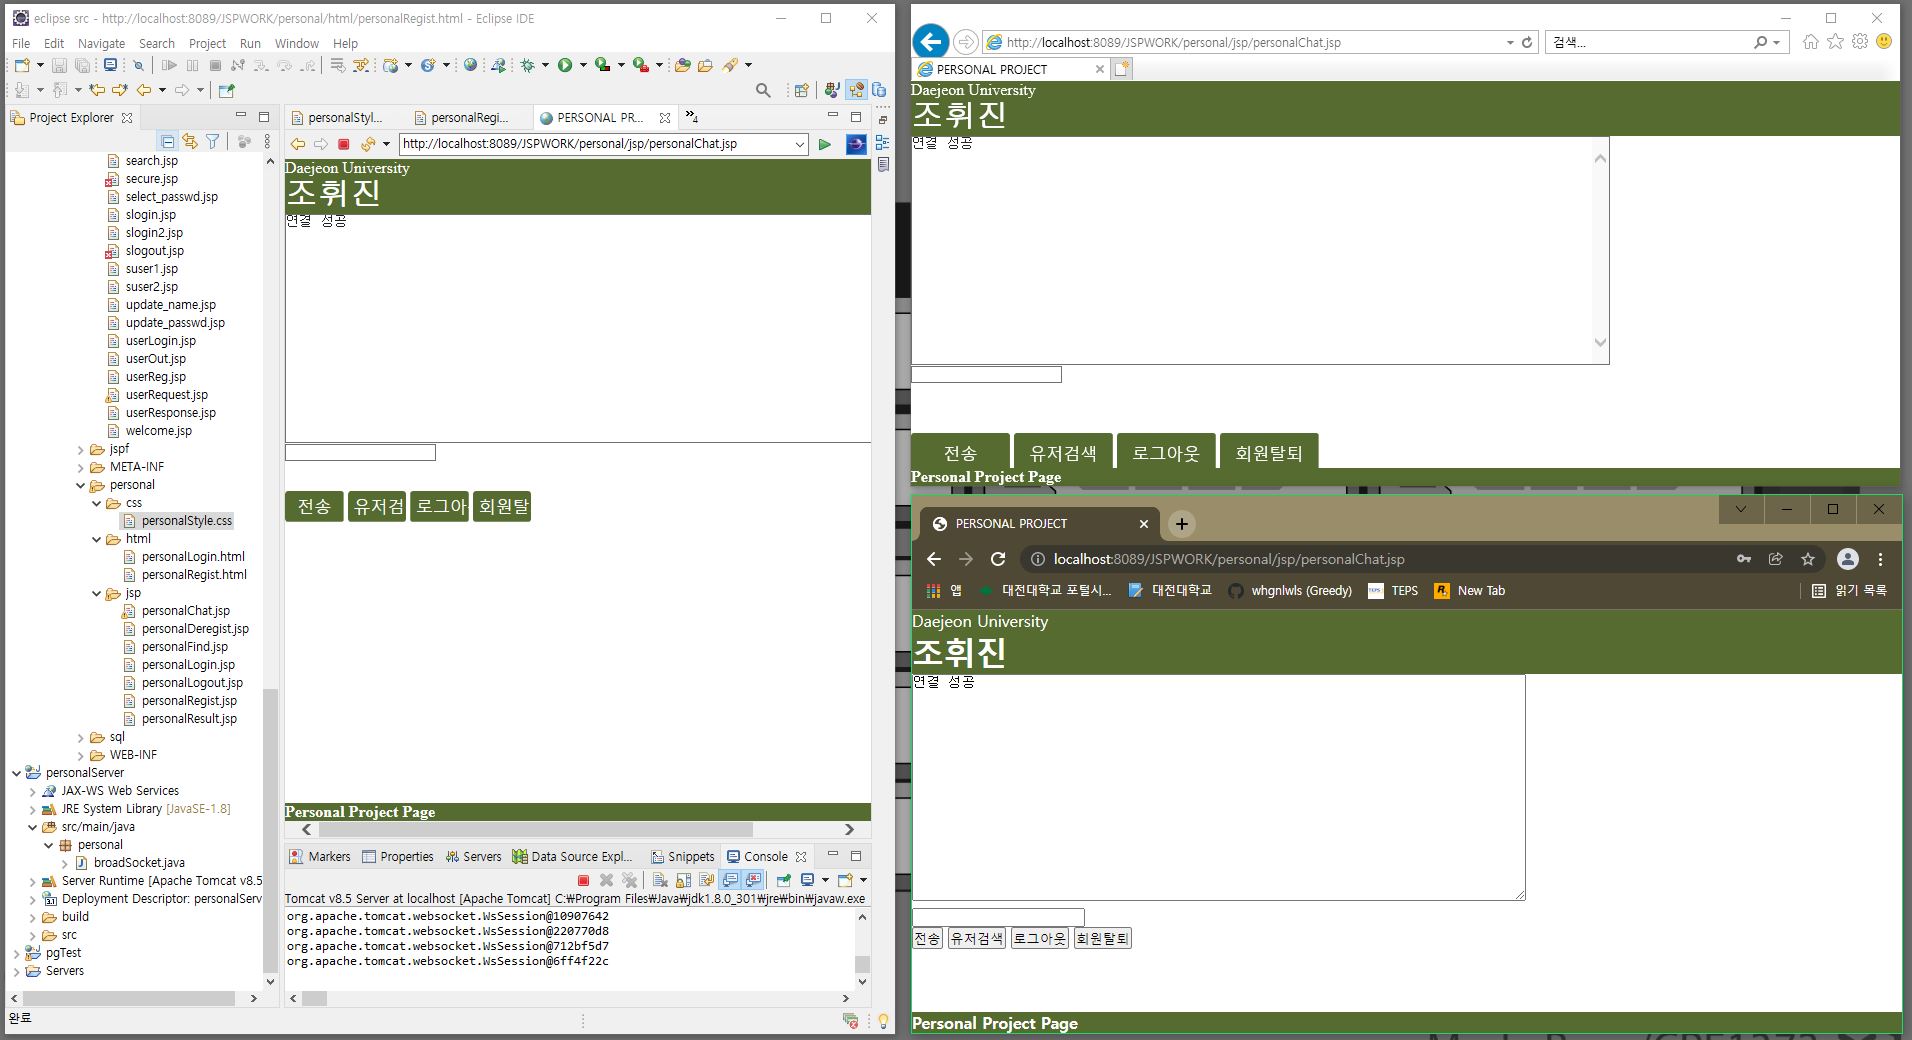 eclipse src - http://localhost:8089/JSPWORK/personal/html/personalRegist.html - Eclipse IDE
File Edit Navigate Search Project Run Window Help
Project Explorer
search.jsp
secure.jsp
select_passwd.jsp
slogin.jsp
slogin2.jsp
slogout.jsp
suser1.jsp
suser2.jsp
update_name.jsp
update_passwd.jsp
userLogin.jsp
userOut.jsp
userReg.jsp
userRequest.jsp
userResponse.jsp
welcome.jsp
jspf
META-INF
personal
css
personalStyle.css
html
personalLogin.html
personalRegist.html
jsp
personalChat.jsp
personalDeregist.jsp
personalFind.jsp
personalLogin.jsp
personalLogout.jsp
personalRegist.jsp
personalResult.jsp
sql
WEB-INF
personalServer
JAX-WS Web Services
JRE System Library [JavaSE-1.8]
src/main/java
personal
broadSocket.java
Server Runtime [Apache Tomcat v8.5
Deployment Descriptor: personalServ
build
src
pgTest
Servers
완료
personalStyl... personalRegi... PERSONAL PR... »4
http://localhost:8089/JSPWORK/personal/jsp/personalChat.jsp
Daejeon University
조휘진
연결 성공
전송 유저검 로그아 회원탈
Personal Project Page
Markers Properties Servers Data Source Expl... Snippets Console
Tomcat v8.5 Server at localhost [Apache Tomcat] C:₩Program Files₩Java₩jdk1.8.0_301₩jre₩bin₩javaw.exe
org.apache.tomcat.websocket.WsSession@10907642
org.apache.tomcat.websocket.WsSession@220770d8
org.apache.tomcat.websocket.WsSession@712bf5d7
org.apache.tomcat.websocket.WsSession@6ff4f22c
http://localhost:8089/JSPWORK/personal/jsp/personalChat.jsp 검색...
PERSONAL PROJECT
Daejeon University
조휘진
연결 성공
전송 유저검색 로그아웃 회원탈퇴
Personal Project Page
PERSONAL PROJECT
localhost:8089/JSPWORK/personal/jsp/personalChat.jsp
앱 대전대학교 포털시... 대전대학교 whgnlwls (Greedy) TEPS New Tab 읽기 목록
Daejeon University
조휘진
연결 성공
전송 유저검색 로그아웃 회원탈퇴
Personal Project Page